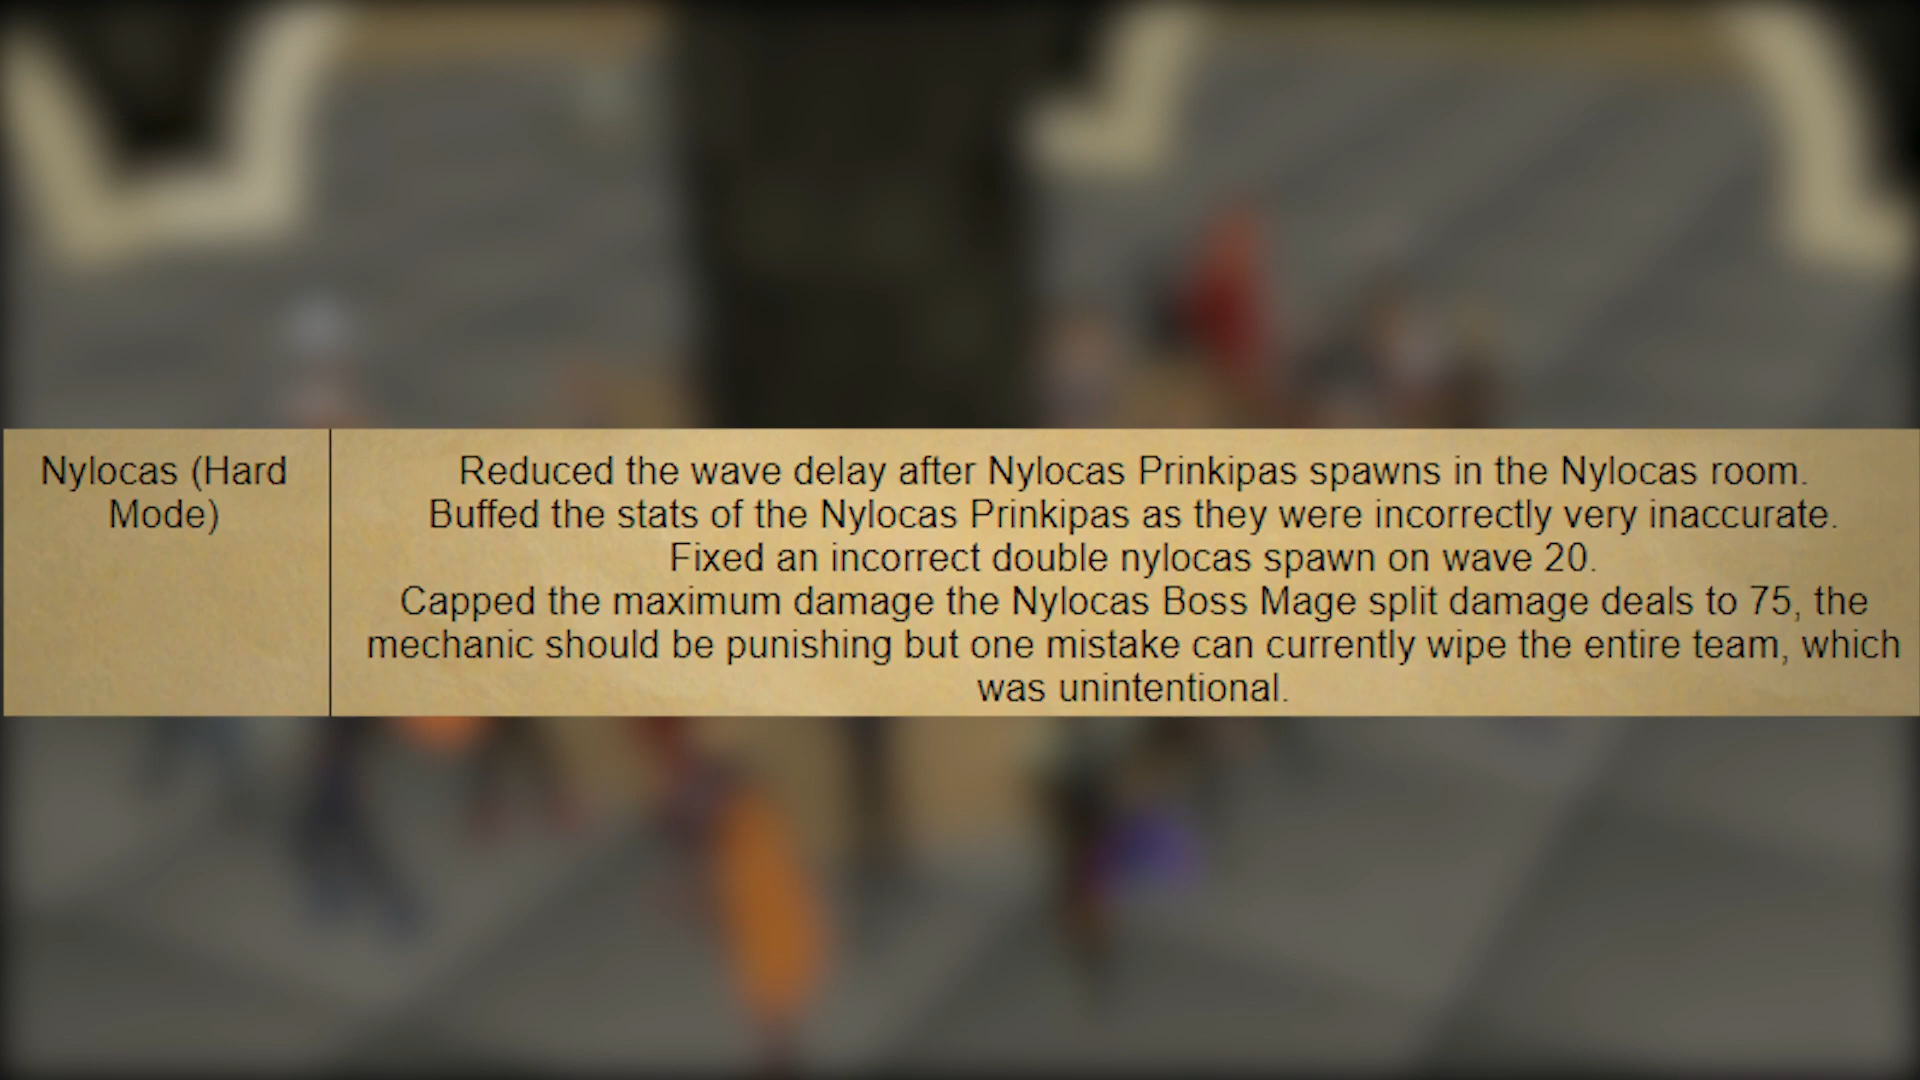 Nylocas (Hard
Mode)
Reduced the wave delay after Nylocas Prinkipas spawns in the Nylocas room.
Buffed the stats of the Nylocas Prinkipas as they were incorrectly very inaccurate.
Fixed an incorrect double nylocas spawn on wave 20.
Capped the maximum damage the Nylocas Boss Mage split damage deals to 75, the
mechanic should be punishing but one mistake can currently wipe the entire team, which
was unintentional.